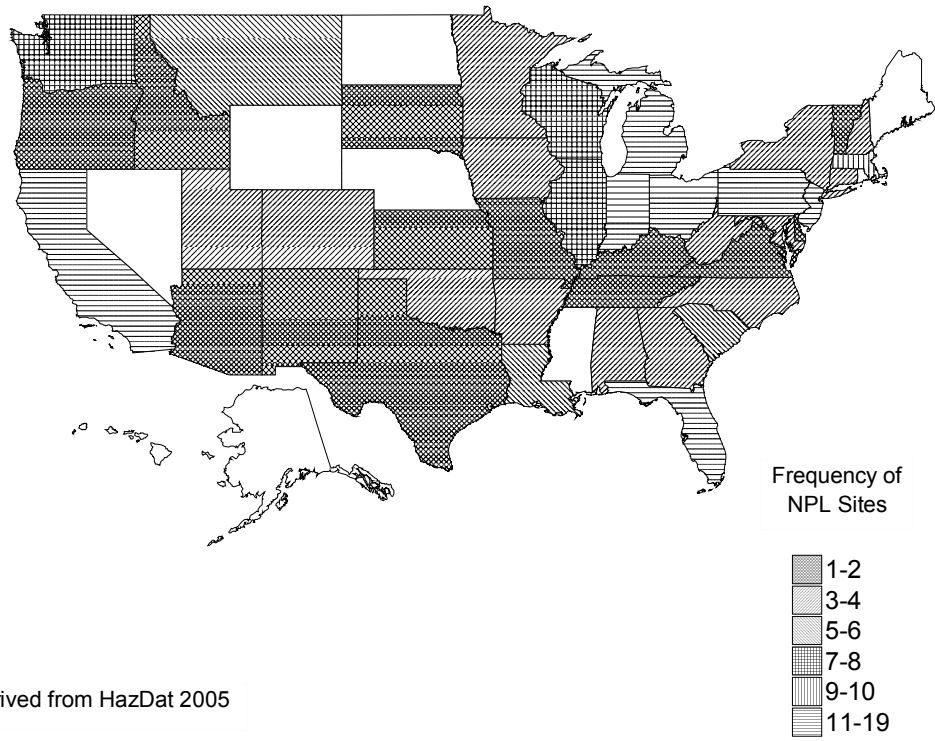 Frequency of
NPL Sites
1-2
3-4
5-6
7-8
9-10
11-19
rived from HazDat 2005